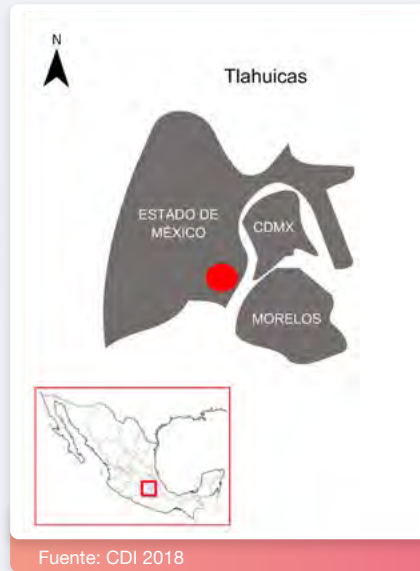 N
Tlahuicas
ESTADO DE
MÉXICO
CDMX
MORELOS
Fuente: CDI 2018